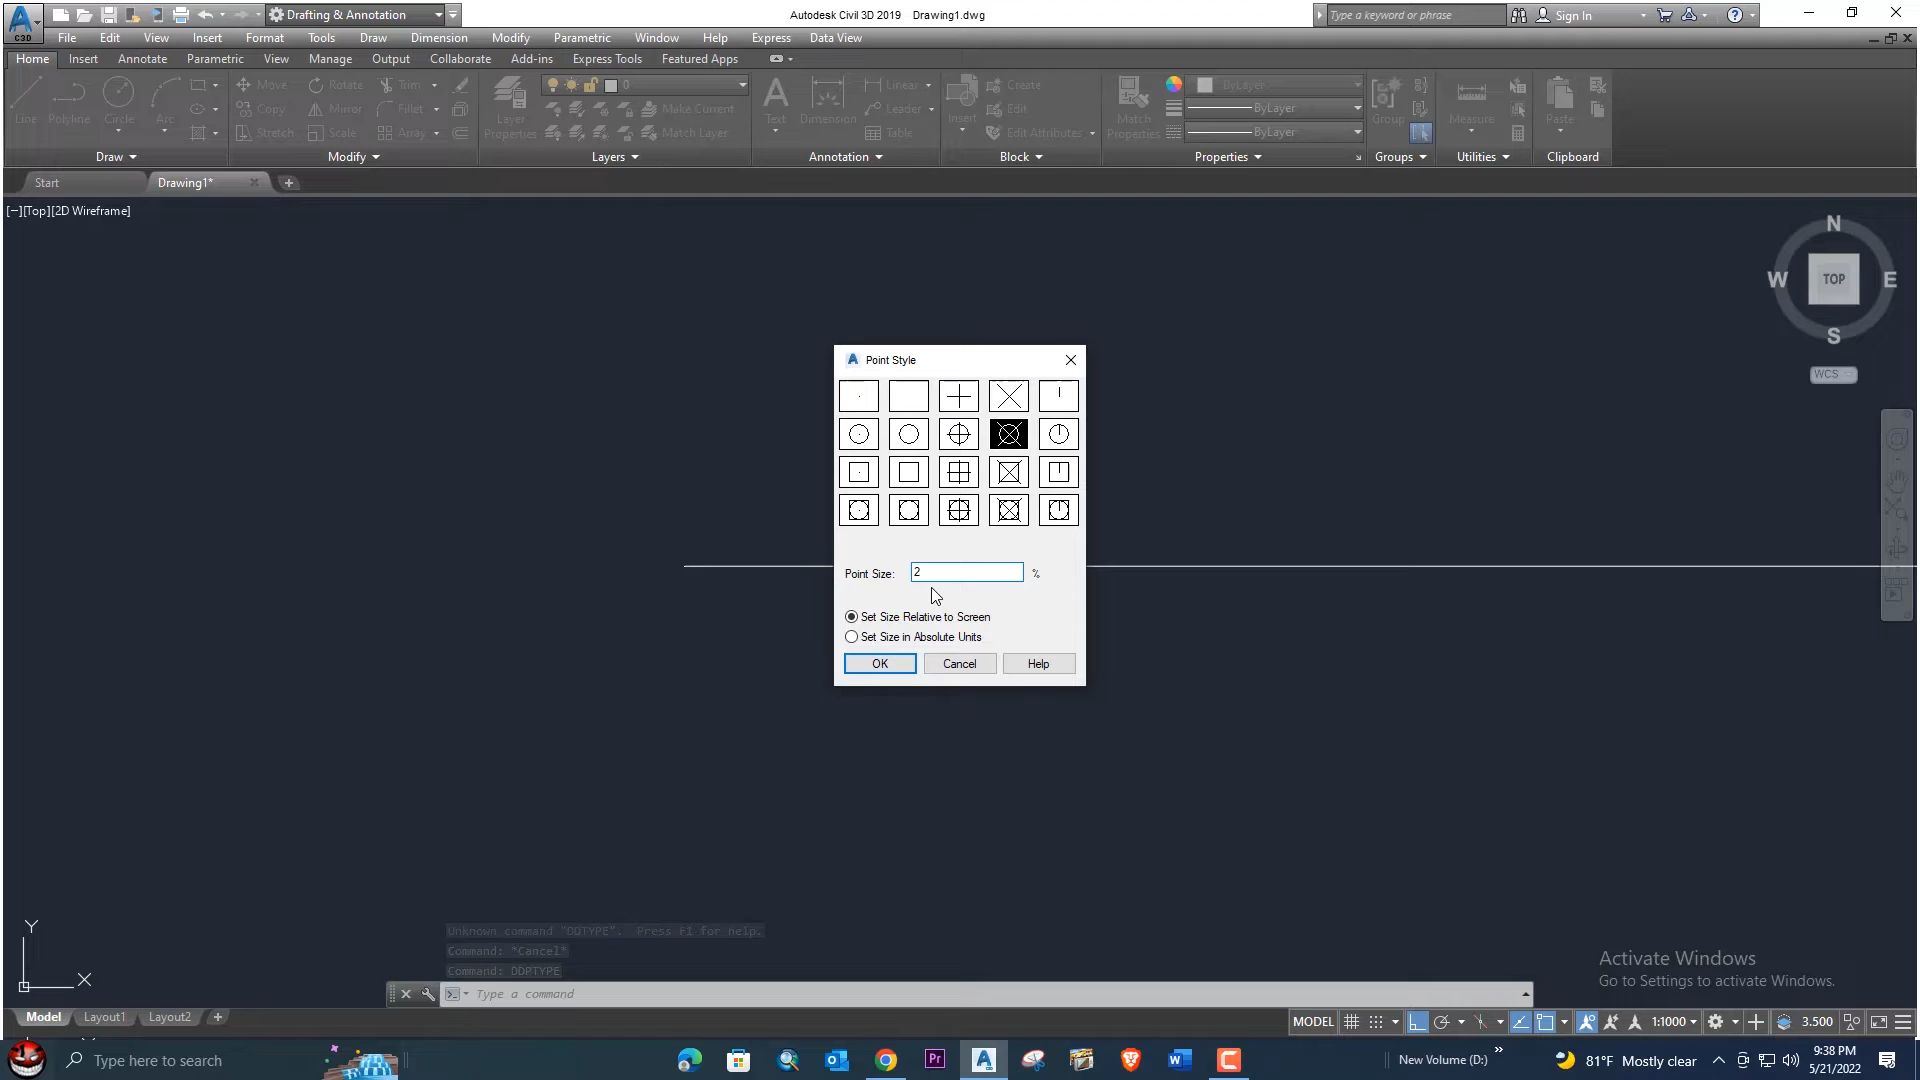 Drafting & Annotation
Autodesk Civil 3D 2019 Drawing1.dwg
Type a keyword or phrase
Sign In
C3D
File Edit View Insert Format Tools Draw Dimension Modify Parametric Window Help Express Data View
Home Insert Annotate Parametric View Manage Output Collaborate Add-ins Express Tools Featured Apps
Line Polyline Circle Arc
Move Rotate Trim
Copy Mirror Fillet
Stretch Scale Array
Layer Properties
0
Make Current
Match Layer
Text Dimension
Linear
Leader
Table
Insert
Create
Edit
Edit Attributes
Match Properties
ByLayer
ByLayer
ByLayer
Group
Measure
Paste
Draw Modify Layers Annotation Block Properties Groups Utilities Clipboard
Start Drawing1*
[−][Top][2D Wireframe]
N
W TOP E
S
WCS
Point Style
Point Size: 2 %
Set Size Relative to Screen
Set Size in Absolute Units
OK Cancel Help
Y
X
Unknown command "DDTYPE". Press F1 for help.
Command: *Cancel*
Command: DDPTYPE
Type a command
Activate Windows
Go to Settings to activate Windows.
Model Layout1 Layout2
MODEL 1:1000 3.500
Type here to search
Pr
New Volume (D:)
81°F Mostly clear
9:38 PM
5/21/2022